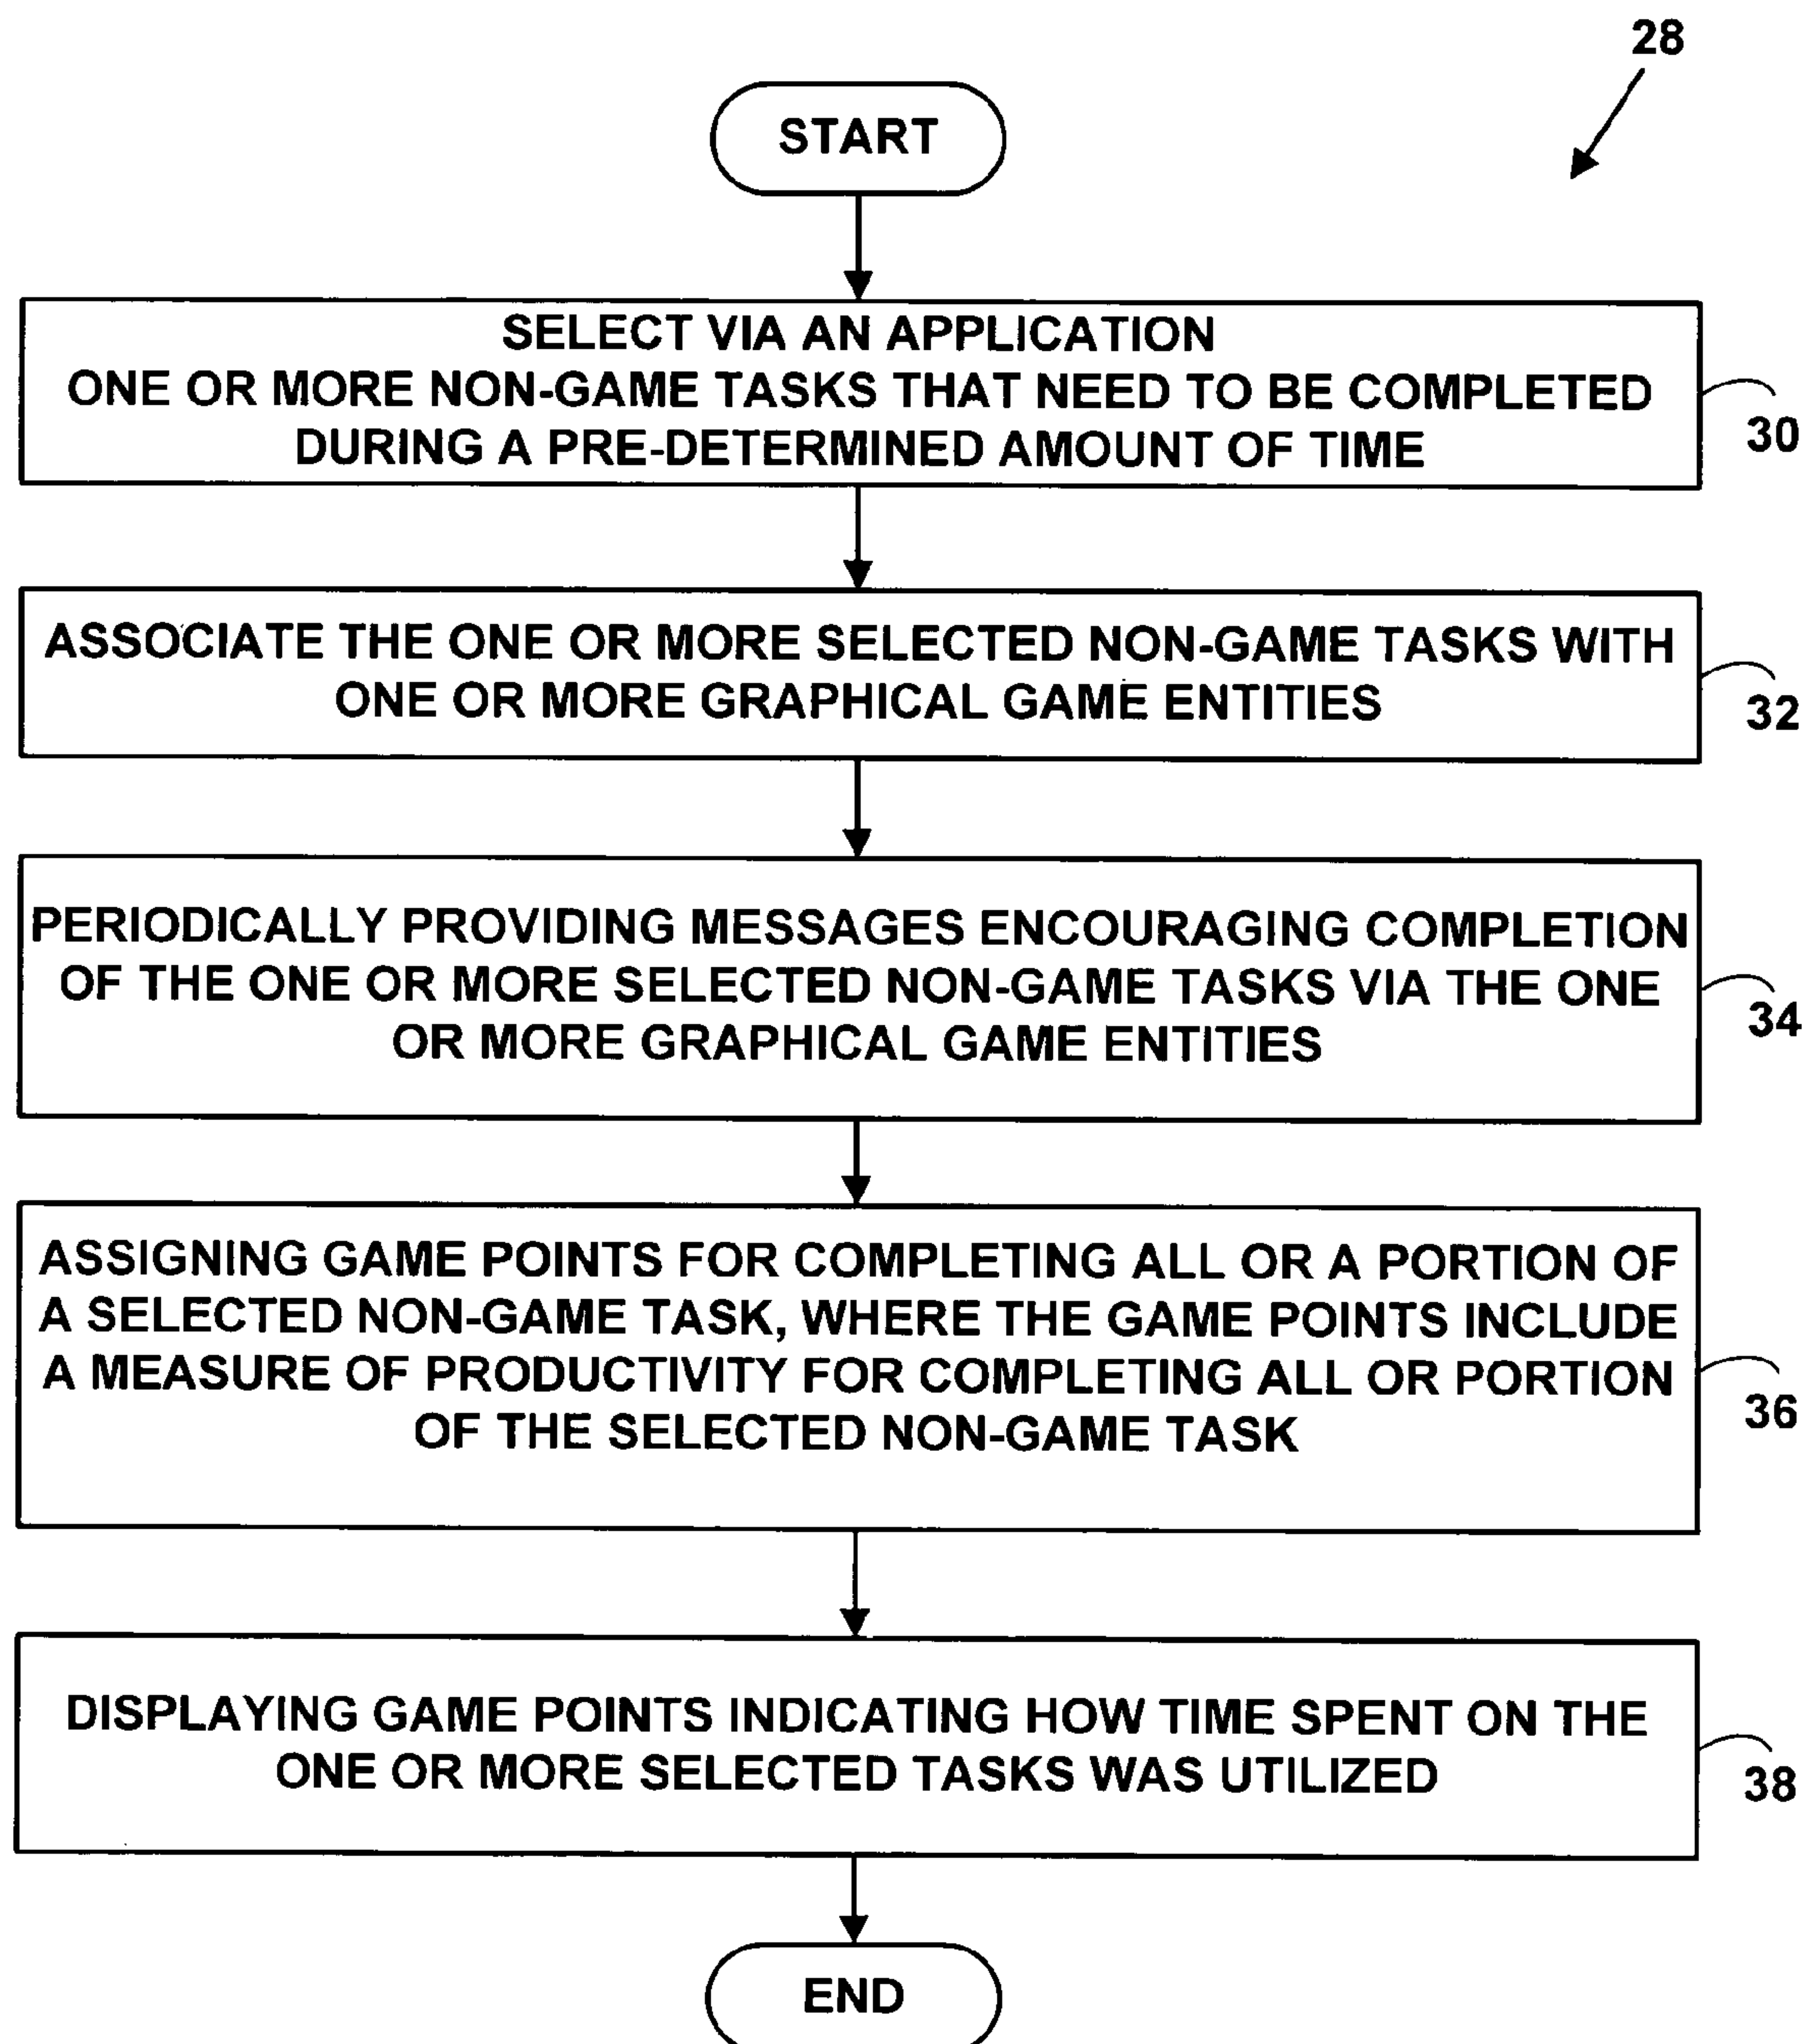 28
START
SELECT VIA AN APPLICATION
ONE OR MORE NON-GAME TASKS THAT NEED TO BE COMPLETED
DURING A PRE-DETERMINED AMOUNT OF TIME
30
ASSOCIATE THE ONE OR MORE SELECTED NON-GAME TASKS WITH
ONE OR MORE GRAPHICAL GAME ENTITIES
32
PERIODICALLY PROVIDING MESSAGES ENCOURAGING COMPLETION
OF THE ONE OR MORE SELECTED NON-GAME TASKS VIA THE ONE
OR MORE GRAPHICAL GAME ENTITIES
34
ASSIGNING GAME POINTS FOR COMPLETING ALL OR A PORTION OF
A SELECTED NON-GAME TASK, WHERE THE GAME POINTS INCLUDE
A MEASURE OF PRODUCTIVITY FOR COMPLETING ALL OR PORTION
OF THE SELECTED NON-GAME TASK
36
DISPLAYING GAME POINTS INDICATING HOW TIME SPENT ON THE
ONE OR MORE SELECTED TASKS WAS UTILIZED
38
END